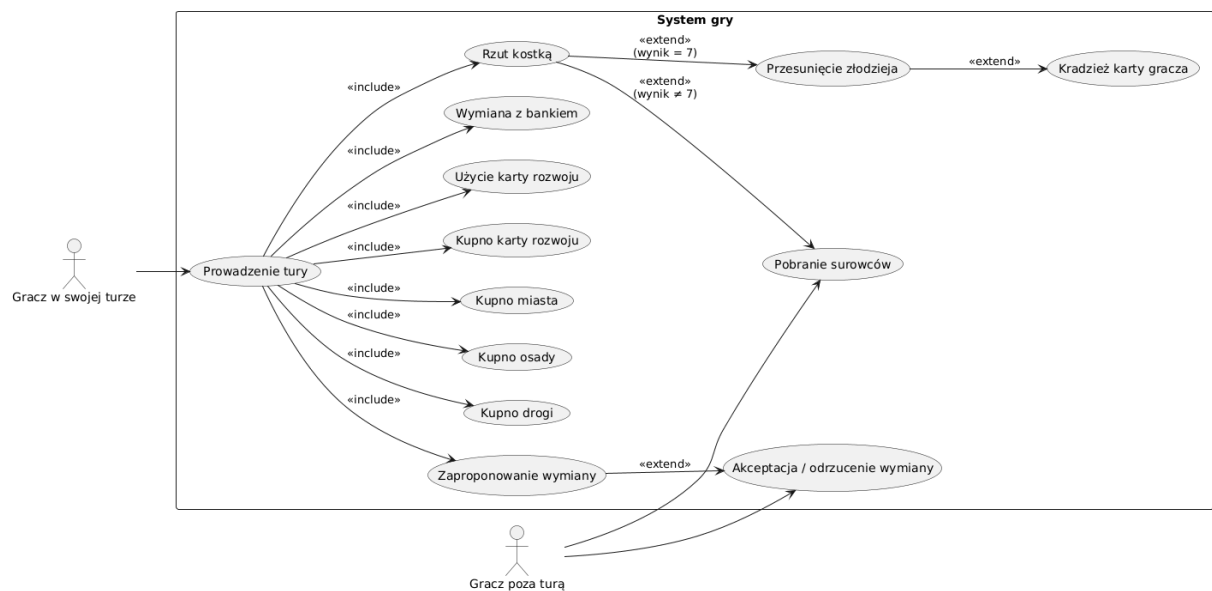 System gry
Rzut kostką
«extend»
(wynik = 7)
Przesunięcie złodzieja
«extend»
Kradzież karty gracza
«extend»
(wynik ≠ 7)
«include»
Wymiana z bankiem
«include»
Użycie karty rozwoju
«include»
Kupno karty rozwoju
«include»
Pobranie surowców
Prowadzenie tury
Gracz w swojej turze
«include»
Kupno miasta
«include»
Kupno osady
«include»
Kupno drogi
«include»
Zaproponowanie wymiany
«extend»
Akceptacja / odrzucenie wymiany
Gracz poza turą